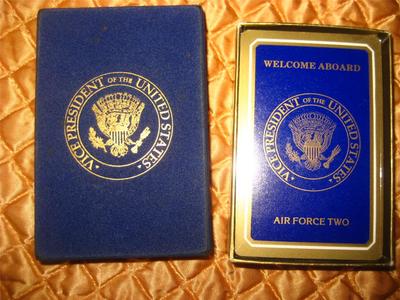 VICE PRESIDENT OF THE UNITED STATES
WELCOME ABOARD
VICE PRESIDENT OF THE UNITED STATES
AIR FORCE TWO